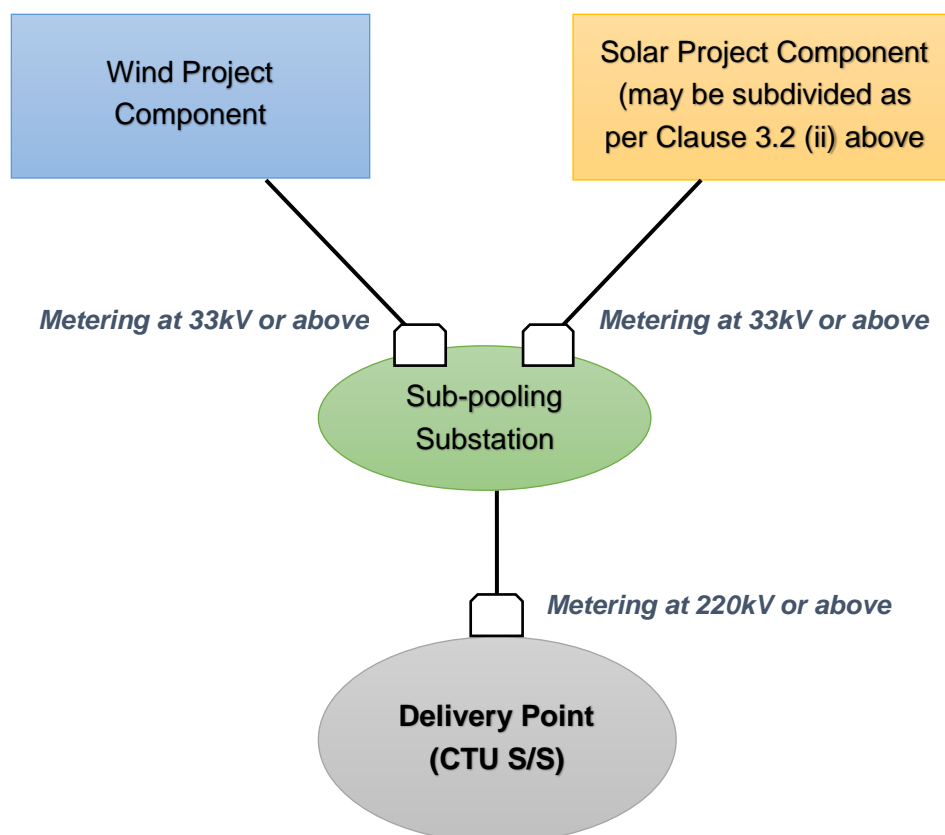 Wind Project
Component
Solar Project Component
(may be subdivided as
per Clause 3.2 (ii) above
Metering at 33kV or above
Metering at 33kV or above
Sub-pooling
Substation
Metering at 220kV or above
Delivery Point
(CTU S/S)